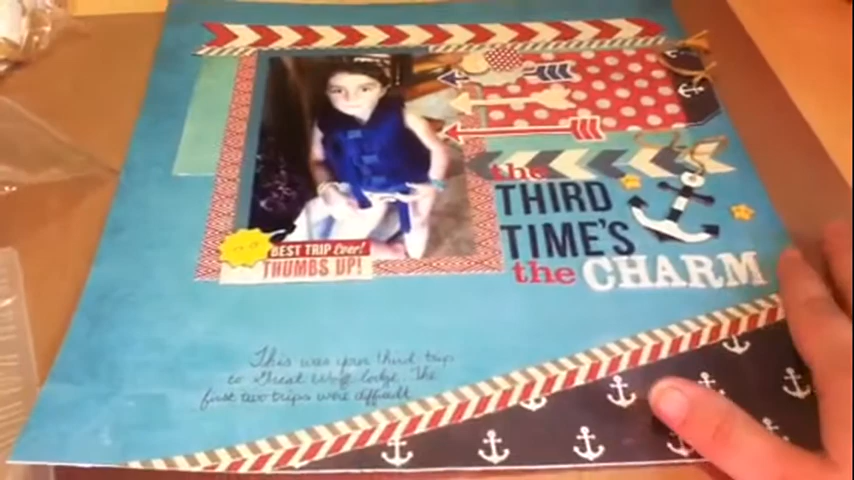 BEST TRIP Ever!
THUMBS UP!
the
THIRD
TIME'S
the CHARM
This was your third trip
to Great Wolf lodge. The
first two trips were difficult